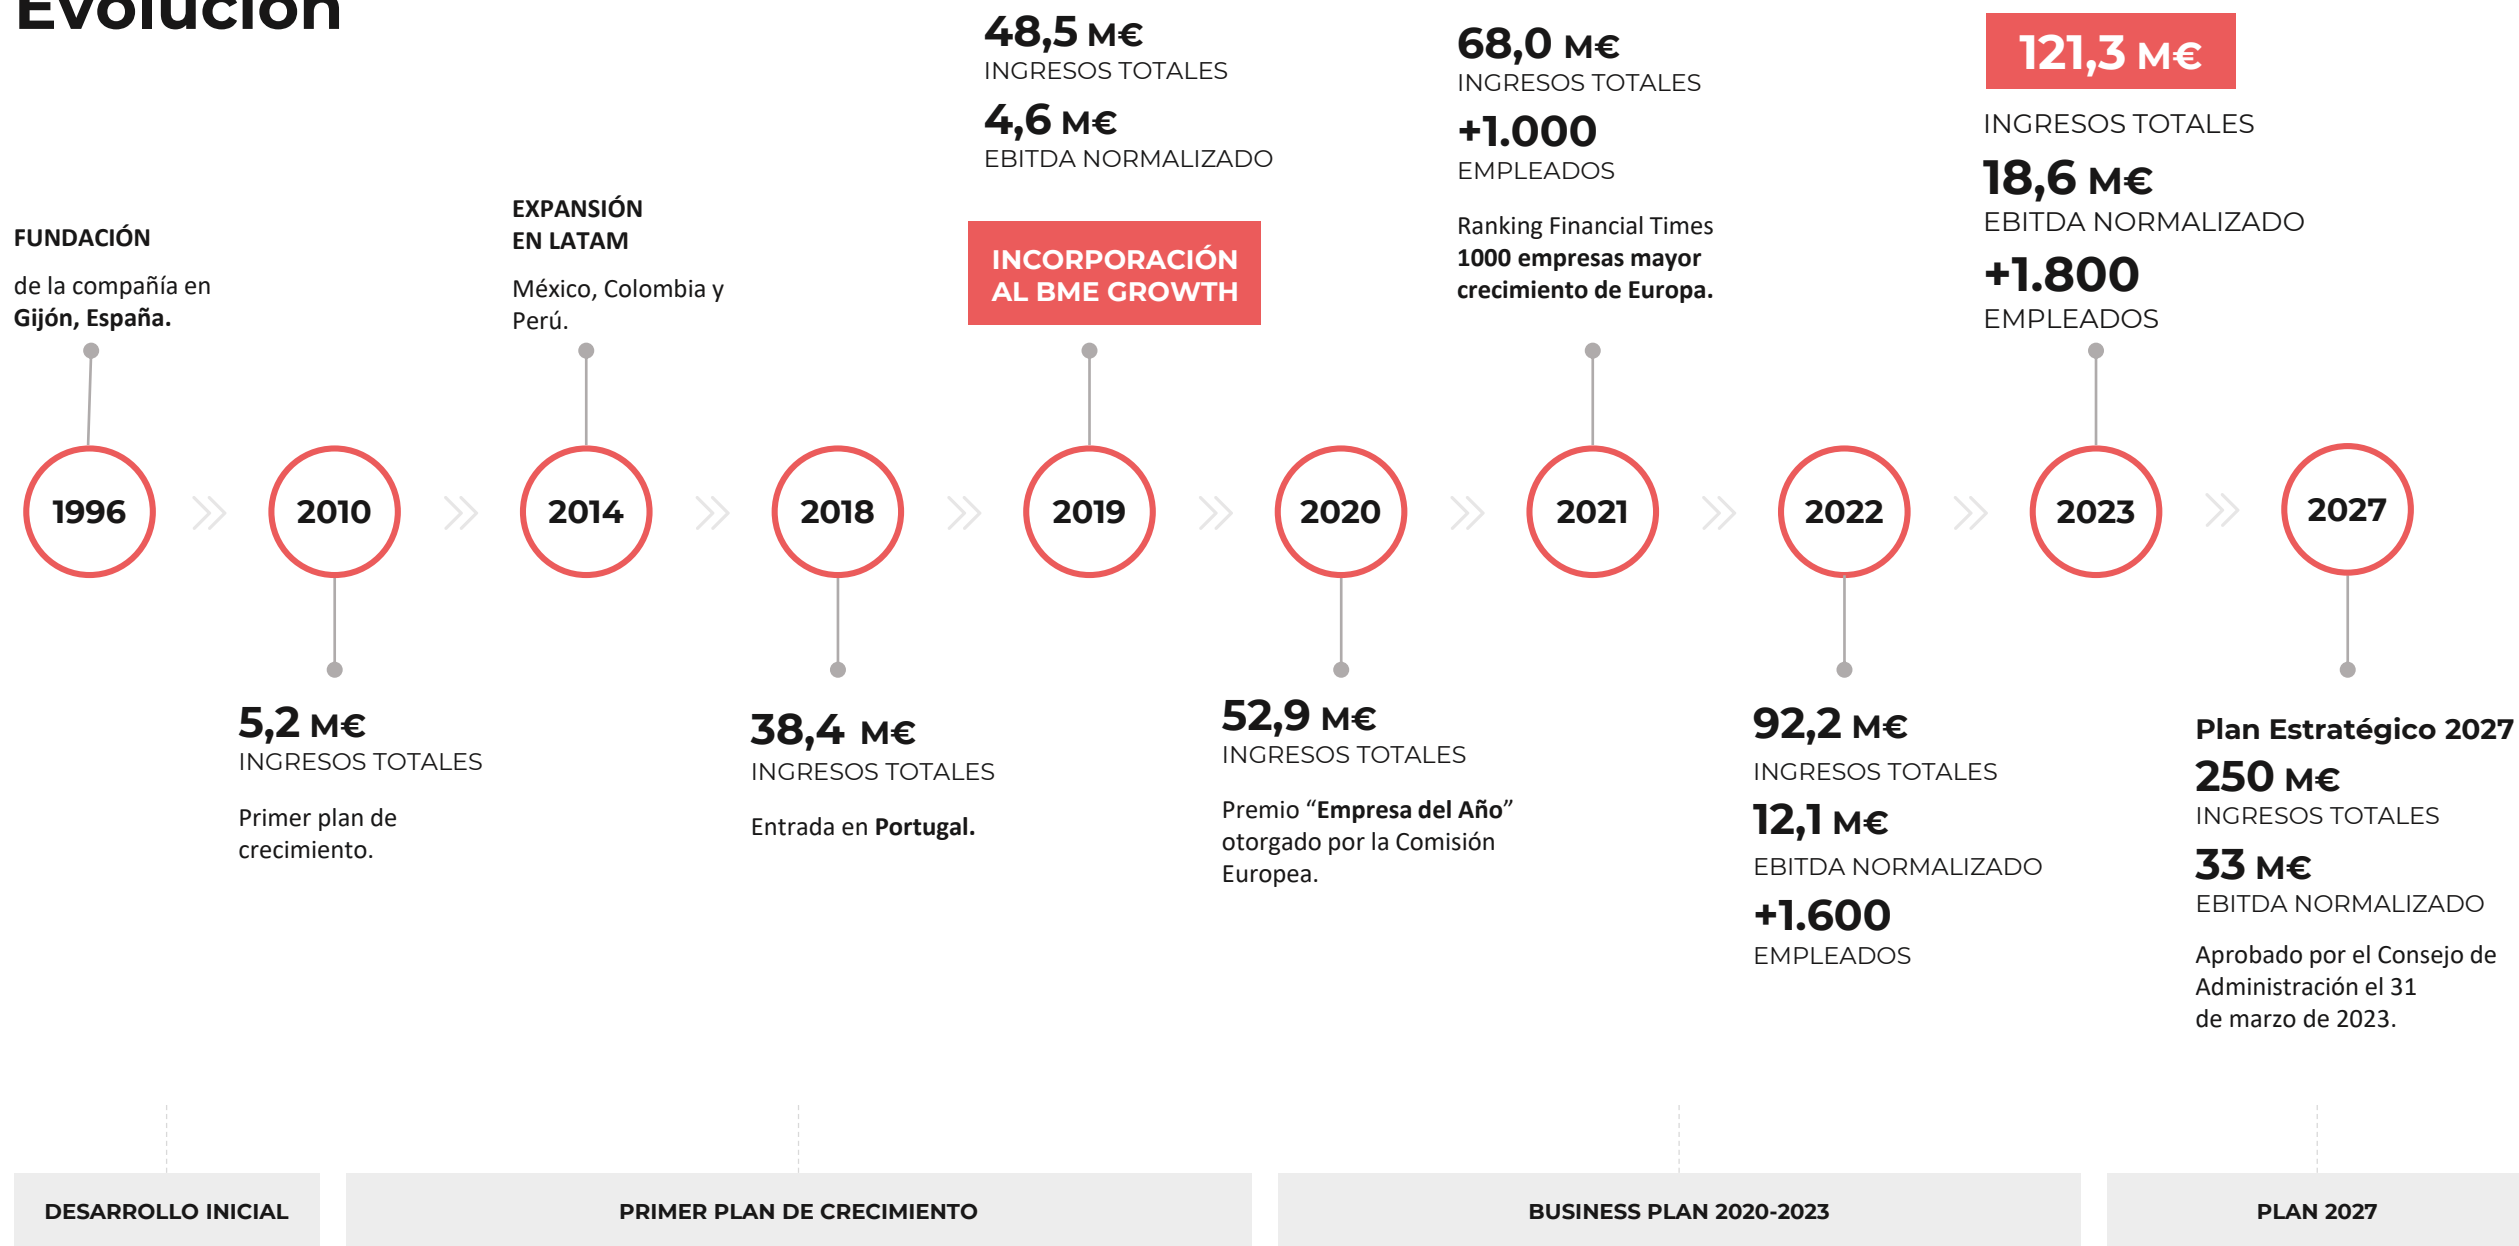 Evolución
FUNDACIÓN
de la compañía en
Gijón, España.
1996
2010
5,2 M€
INGRESOS TOTALES
Primer plan de
crecimiento.
EXPANSIÓN
EN LATAM
México, Colombia y
Perú.
2014
2018
38,4 M€
INGRESOS TOTALES
Entrada en Portugal.
48,5 M€
INGRESOS TOTALES
4,6 M€
EBITDA NORMALIZADO
INCORPORACIÓN
AL BME GROWTH
2019
2020
52,9 M€
INGRESOS TOTALES
Premio “Empresa del Año”
otorgado por la Comisión
Europea.
68,0 M€
INGRESOS TOTALES
+1.000
EMPLEADOS
Ranking Financial Times
1000 empresas mayor
crecimiento de Europa.
2021
2022
92,2 M€
INGRESOS TOTALES
12,1 M€
EBITDA NORMALIZADO
+1.600
EMPLEADOS
121,3 M€
INGRESOS TOTALES
18,6 M€
EBITDA NORMALIZADO
+1.800
EMPLEADOS
2023
2027
Plan Estratégico 2027
250 M€
INGRESOS TOTALES
33 M€
EBITDA NORMALIZADO
Aprobado por el Consejo de
Administración el 31
de marzo de 2023.
DESARROLLO INICIAL
PRIMER PLAN DE CRECIMIENTO
BUSINESS PLAN 2020-2023
PLAN 2027